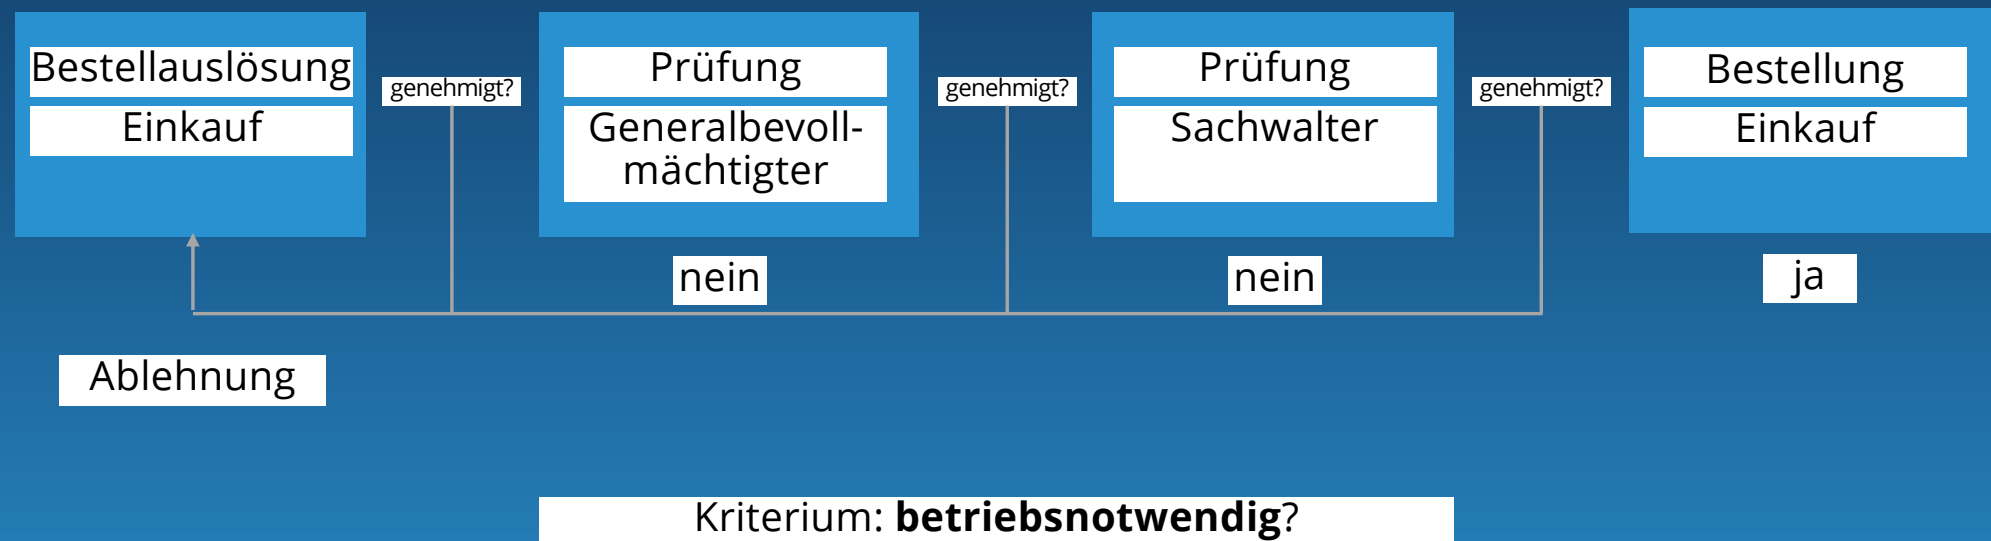 Bestellauslösung
Einkauf
genehmigt?
Prüfung
Generalbevoll-
mächtigter
genehmigt?
Prüfung
Sachwalter
genehmigt?
Bestellung
Einkauf
nein
nein
ja
Ablehnung
Kriterium: betriebsnotwendig?